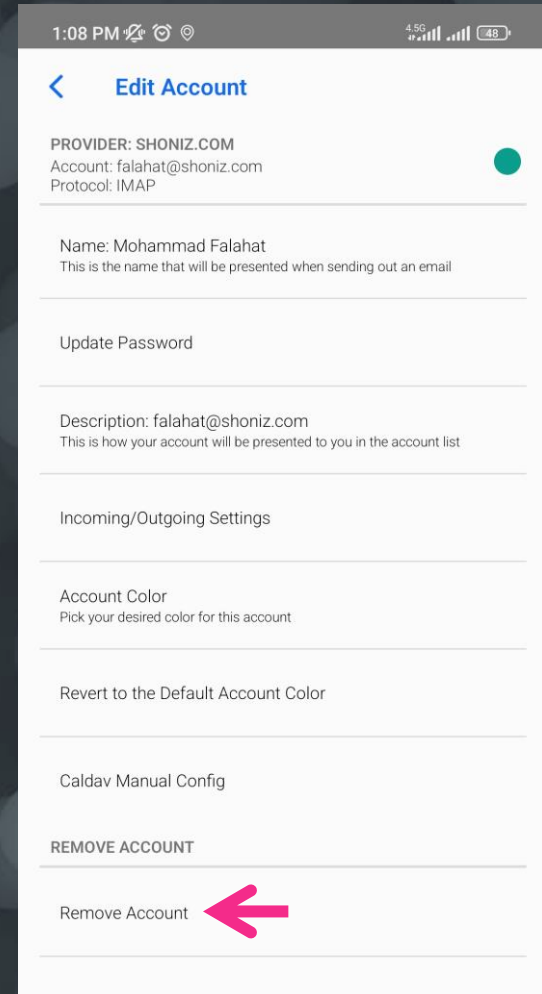 1:08 PM
4.5G
48
Edit Account
PROVIDER: SHONIZ.COM
Account: falahat@shoniz.com
Protocol: IMAP
Name: Mohammad Falahat
This is the name that will be presented when sending out an email
Update Password
Description: falahat@shoniz.com
This is how your account will be presented to you in the account list
Incoming/Outgoing Settings
Account Color
Pick your desired color for this account
Revert to the Default Account Color
Caldav Manual Config
REMOVE ACCOUNT
Remove Account